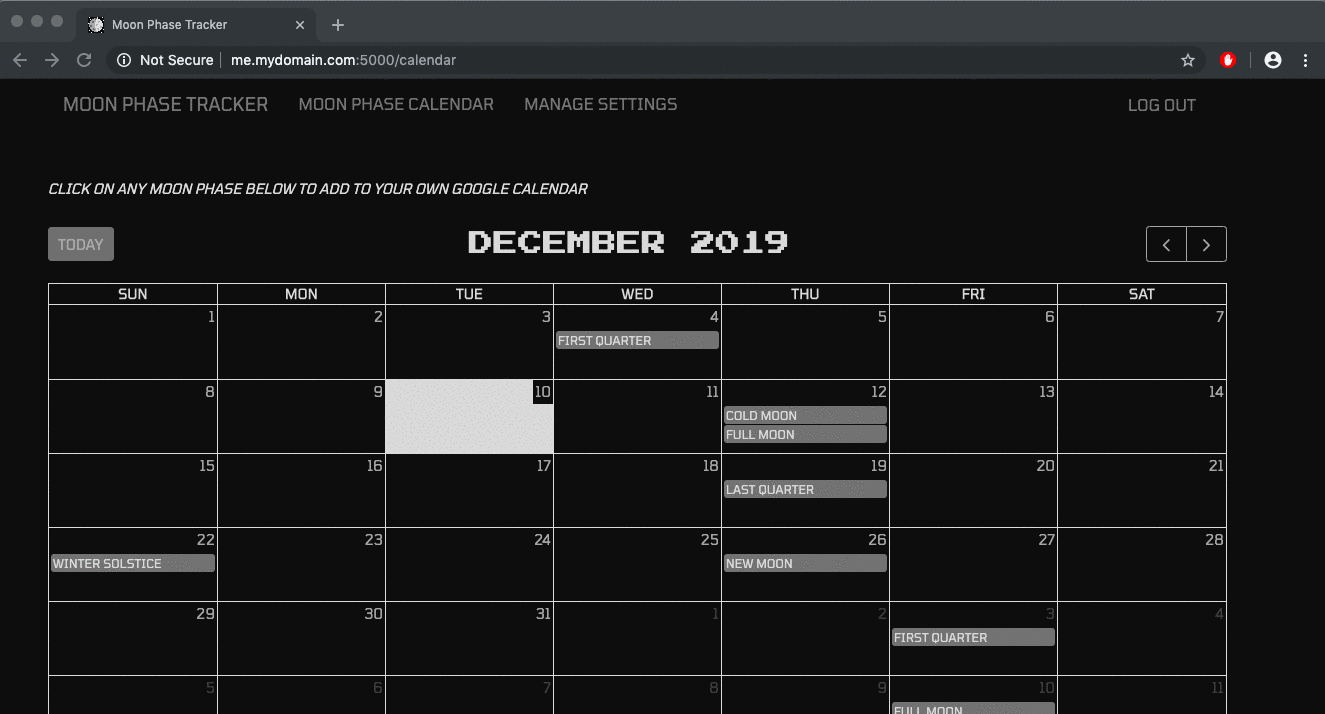 Moon Phase Tracker
Not Secure me.mydomain.com:5000/calendar
MOON PHASE TRACKER MOON PHASE CALENDAR MANAGE SETTINGS LOG OUT
CLICK ON ANY MOON PHASE BELOW TO ADD TO YOUR OWN GOOGLE CALENDAR
TODAY DECEMBER 2019
SUN MON TUE WED THU FRI SAT
1 2 3 4 5 6 7
FIRST QUARTER
8 9 10 11 12 13 14
COLD MOON
FULL MOON
15 16 17 18 19 20 21
LAST QUARTER
22 23 24 25 26 27 28
WINTER SOLSTICE NEW MOON
29 30 31 1 2 3 4
FIRST QUARTER
5 6 7 8 9 10 11
FULL MOON